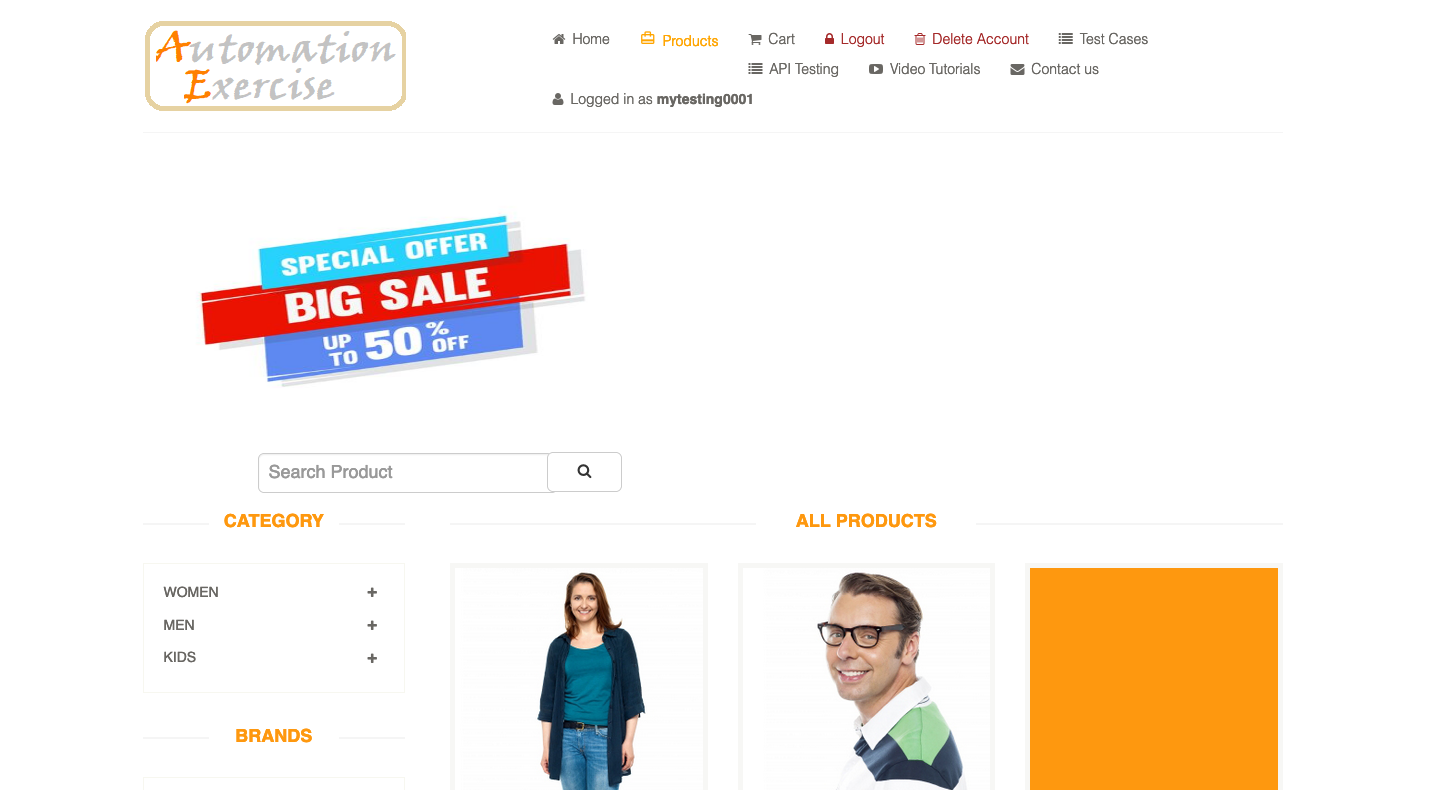 Automation
Exercise
Home Products Cart Logout Delete Account Test Cases
API Testing Video Tutorials Contact us
Logged in as mytesting0001
SPECIAL OFFER
BIG SALE
UP TO 50% OFF
Search Product
CATEGORY
WOMEN
MEN
KIDS
BRANDS
ALL PRODUCTS